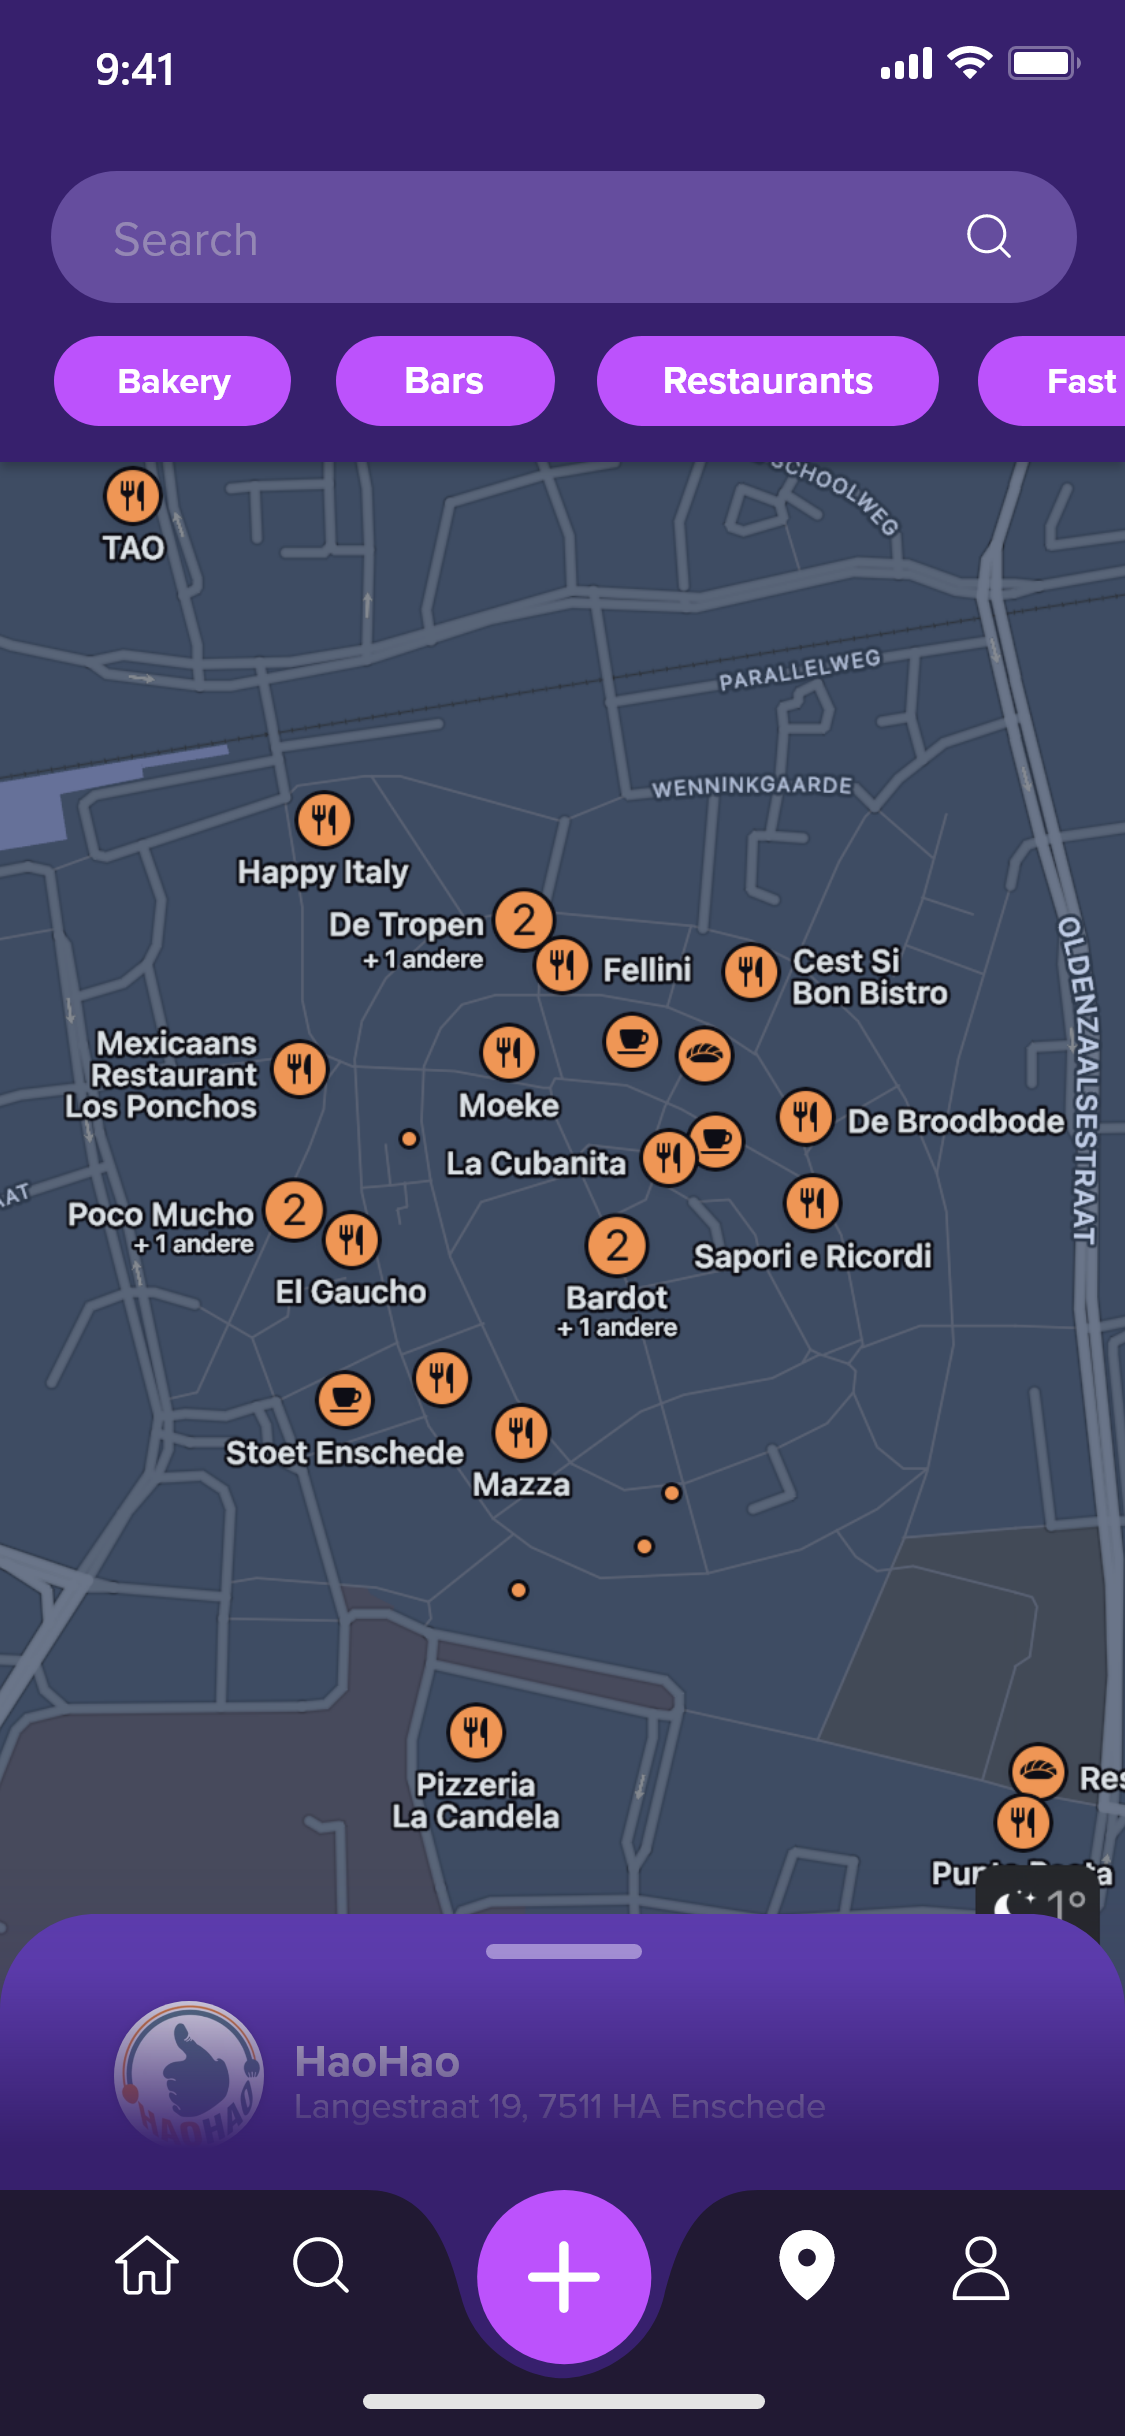 9:41
Search
Bakery
Bars
Restaurants
Fast
SCHOOLWEG
TAO
PARALLELWEG
WENNINKGAARDE
Happy Italy
De Tropen
2
+ 1 andere
Fellini
Cest Si
Bon Bistro
OLDENZAALSESTRAAT
Mexicaans
Restaurant
Los Ponchos
Moeke
De Broodbode
La Cubanita
AAT
Poco Mucho
2
+ 1 andere
El Gaucho
2
Bardot
+ 1 andere
Sapori e Ricordi
Stoet Enschede
Mazza
Pizzeria
La Candela
Res
1°
HaoHao
Langestraat 19, 7511 HA Enschede
HAOHAO